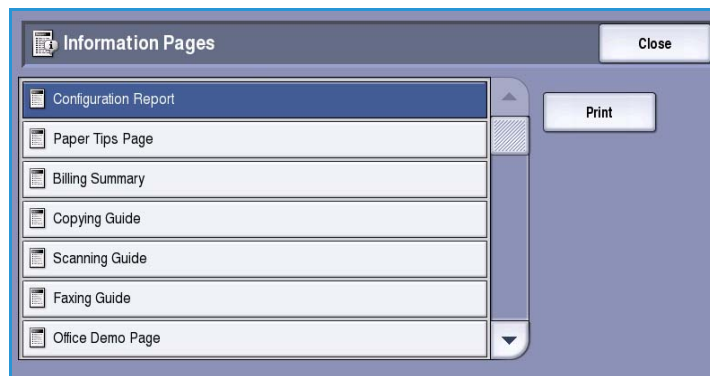 Information Pages
Close
Configuration Report
Print
Paper Tips Page
Billing Summary
Copying Guide
Scanning Guide
Faxing Guide
Office Demo Page